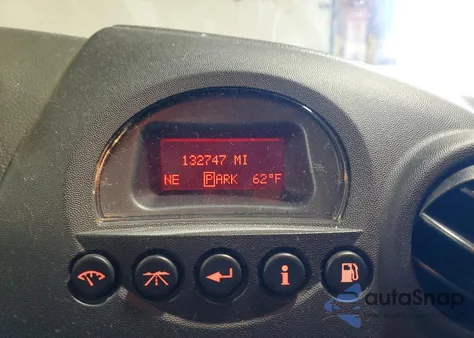 132747 MI
NE PARK 62°F
i
autoSnap